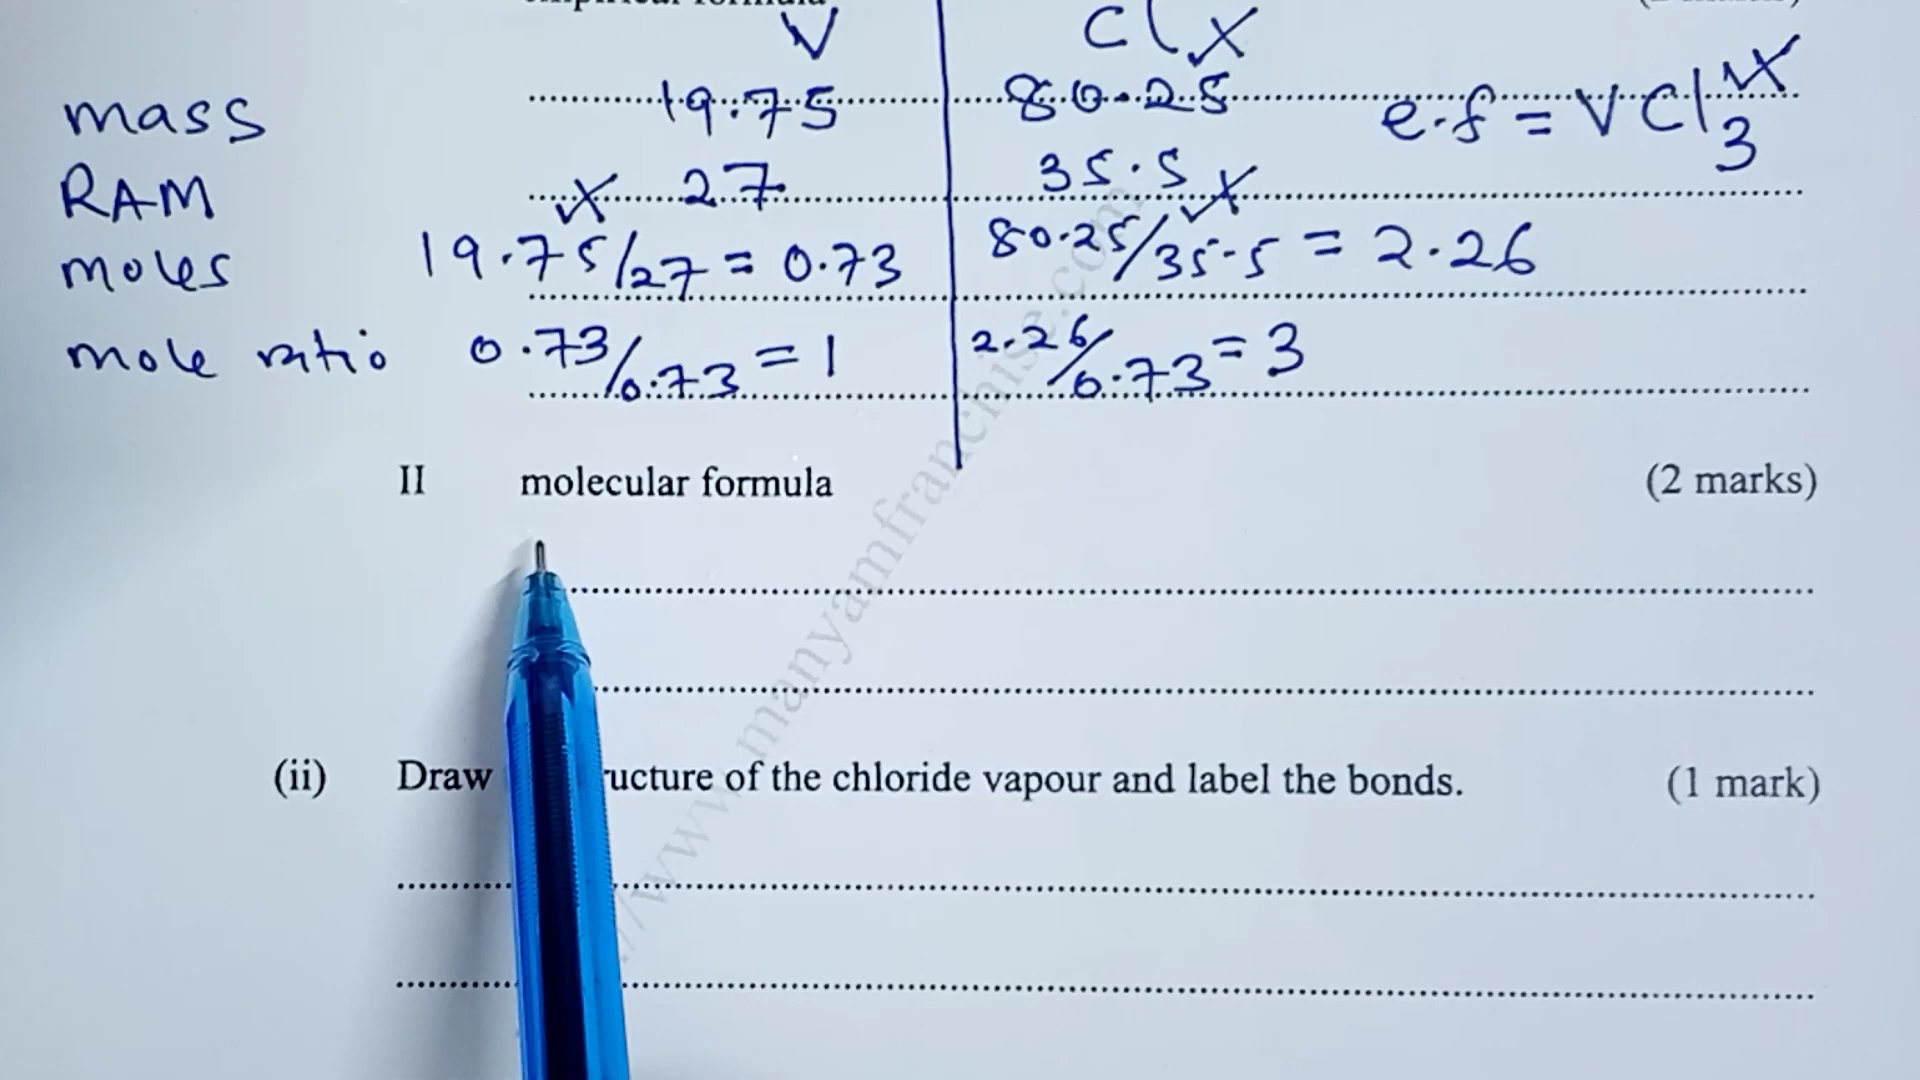 V Cl
mass 19.75 80.25 e.f = VCl3
RAM 27 35.5
moles 19.75/27 = 0.73 80.25/35.5 = 2.26
mole ratio 0.73/0.73 = 1 2.26/0.73 = 3
II molecular formula (2 marks)
(ii) Draw ructure of the chloride vapour and label the bonds. (1 mark)
//www.manyamfranchise.com